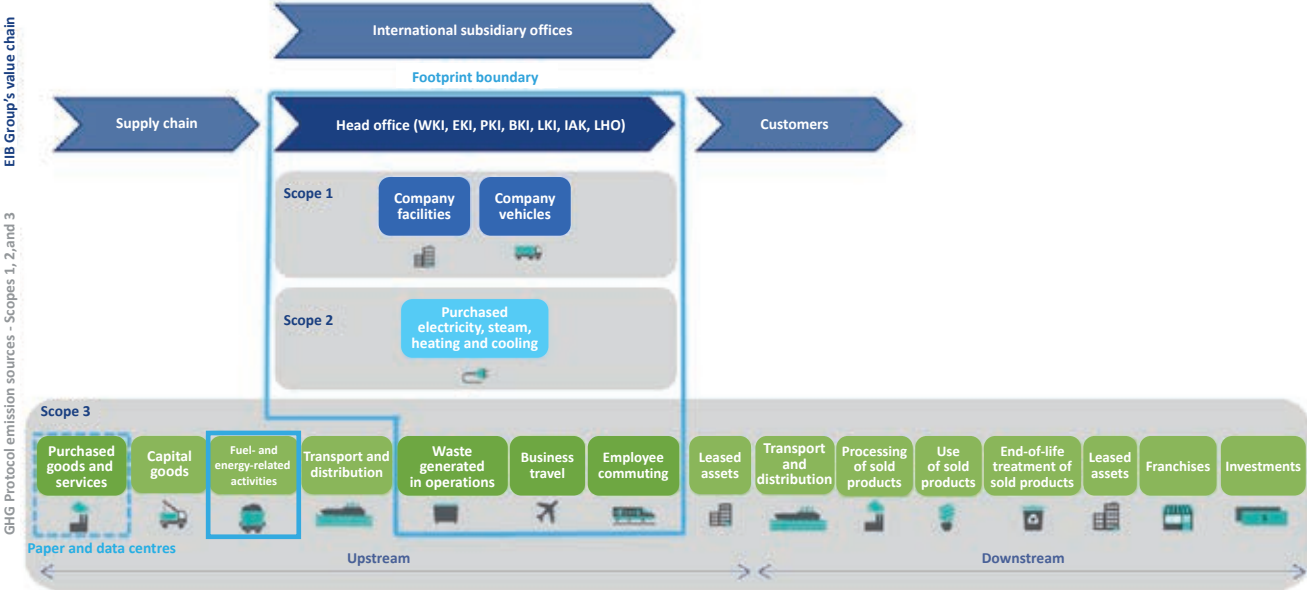 EIB Group's value chain
International subsidiary offices
Footprint boundary
Supply chain
Head office (WKI, EKI, PKI, BKI, LKI, IAK, LHO)
Customers
GHG Protocol emission sources - Scopes 1, 2,and 3
Scope 1
Company
facilities
Company
vehicles
Scope 2
Purchased
electricity, steam,
heating and cooling
Scope 3
Purchased
goods and
services
Capital
goods
Fuel- and
energy-related
activities
Transport and
distribution
Waste
generated
in operations
Business
travel
Employee
commuting
Leased
assets
Transport
and
distribution
Processing
of sold
products
Use
of sold
products
End-of-life
treatment of
sold products
Leased
assets
Franchises
Investments
Paper and data centres
Upstream
Downstream